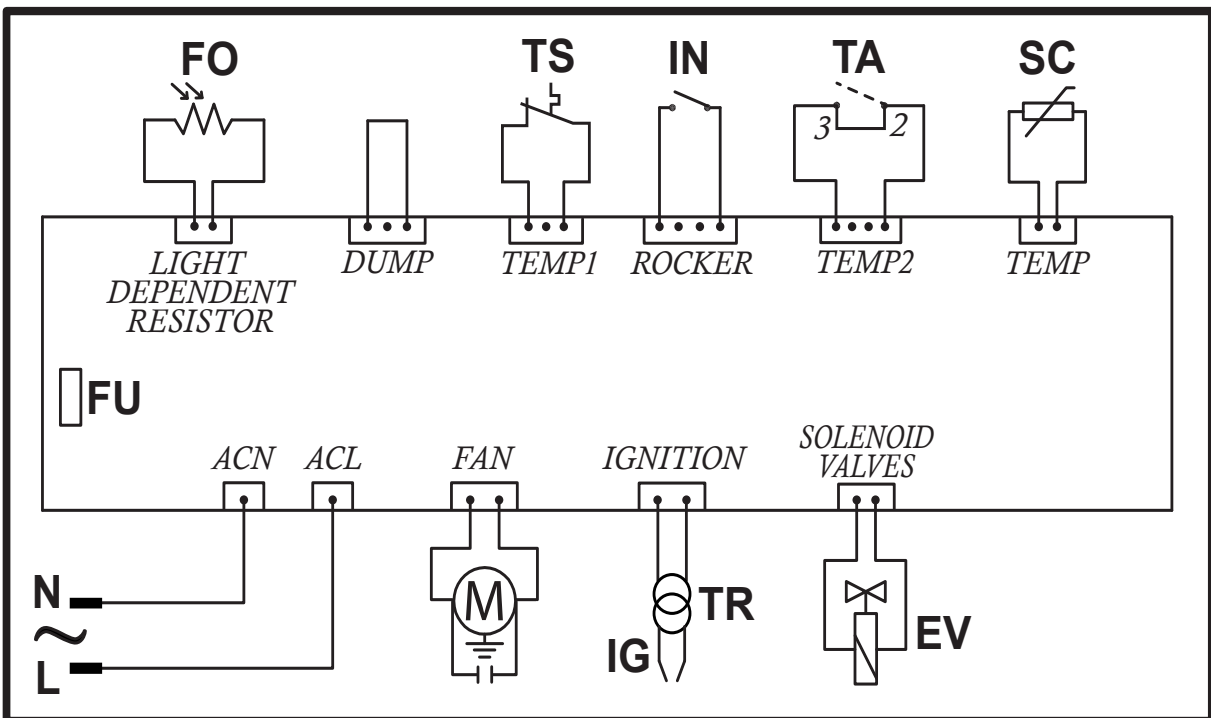 FO
TS
IN
TA
SC
3
2
LIGHT
DEPENDENT
RESISTOR
DUMP
TEMP1
ROCKER
TEMP2
TEMP
FU
ACN
ACL
FAN
IGNITION
SOLENOID
VALVES
N
~
L
M
TR
IG
EV